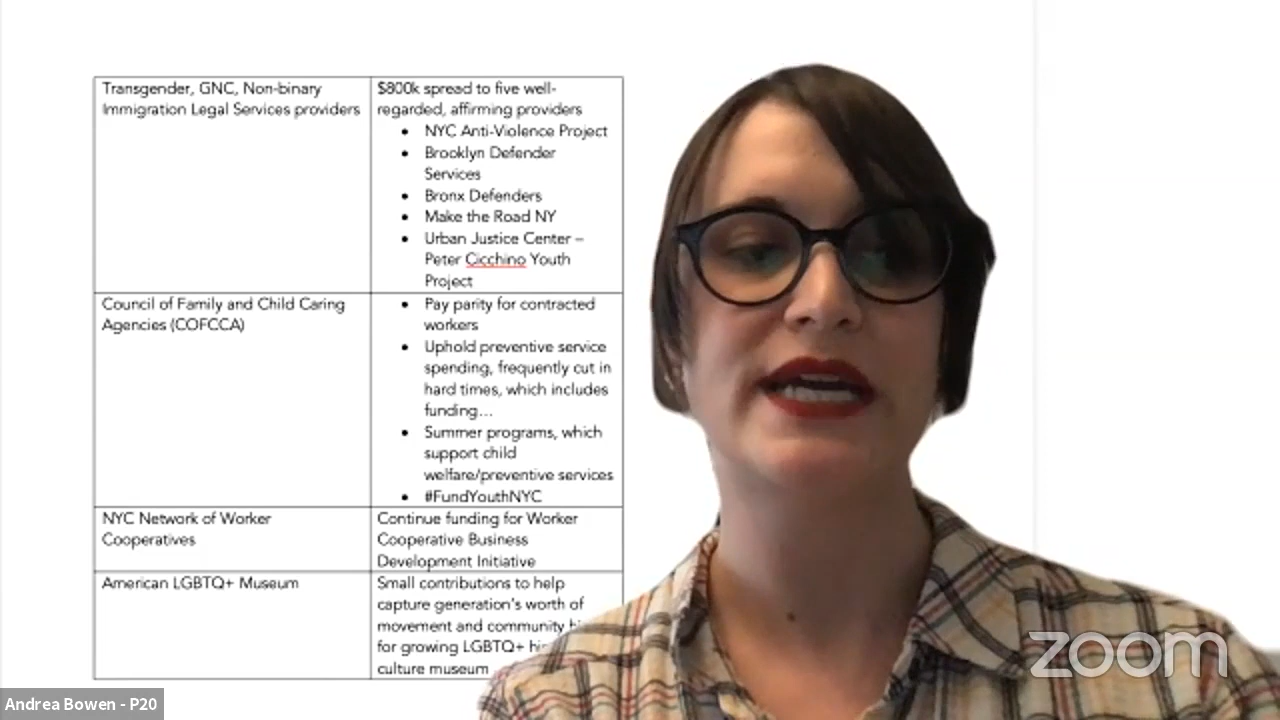 Transgender, GNC, Non-binary
Immigration Legal Services providers
$800k spread to five well-
regarded, affirming providers
• NYC Anti-Violence Project
• Brooklyn Defender
Services
• Bronx Defenders
• Make the Road NY
• Urban Justice Center –
Peter Cicchino Youth
Project
Council of Family and Child Caring
Agencies (COFCCA)
• Pay parity for contracted
workers
• Uphold preventive service
spending, frequently cut in
hard times, which includes
funding...
• Summer programs, which
support child
welfare/preventive services
• #FundYouthNYC
NYC Network of Worker
Cooperatives
Continue funding for Worker
Cooperative Business
Development Initiative
American LGBTQ+ Museum
Small contributions to help
capture generation's worth of
movement and community
for growing LGBTQ+
culture museum
zoom
Andrea Bowen - P20